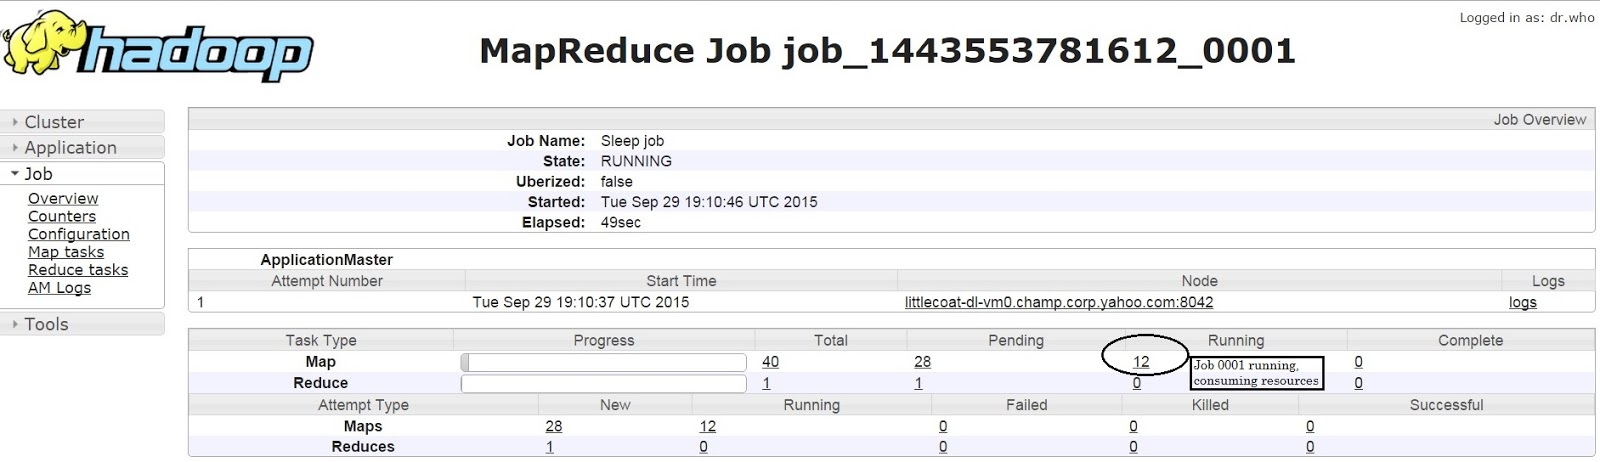 Logged in as: dr.who
hadoop
MapReduce Job job_1443553781612_0001
Cluster
Application
Job
Overview
Counters
Configuration
Map tasks
Reduce tasks
AM Logs
Tools
Job Overview
Job Name: Sleep job
State: RUNNING
Uberized: false
Started: Tue Sep 29 19:10:46 UTC 2015
Elapsed: 49sec
ApplicationMaster
Attempt Number Start Time Node Logs
1 Tue Sep 29 19:10:37 UTC 2015 littlecoat-dl-vm0.champ.corp.yahoo.com:8042 logs
Task Type Progress Total Pending Running Complete
Map 40 28 12 0
Reduce 1 1 0 0
Job 0001 running,
consuming resources
Attempt Type New Running Failed Killed Successful
Maps 28 12 0 0 0
Reduces 1 0 0 0 0